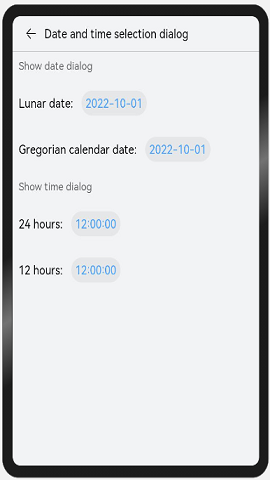 Date and time selection dialog
Show date dialog
Lunar date: 2022-10-01
Gregorian calendar date: 2022-10-01
Show time dialog
24 hours: 12:00:00
12 hours: 12:00:00